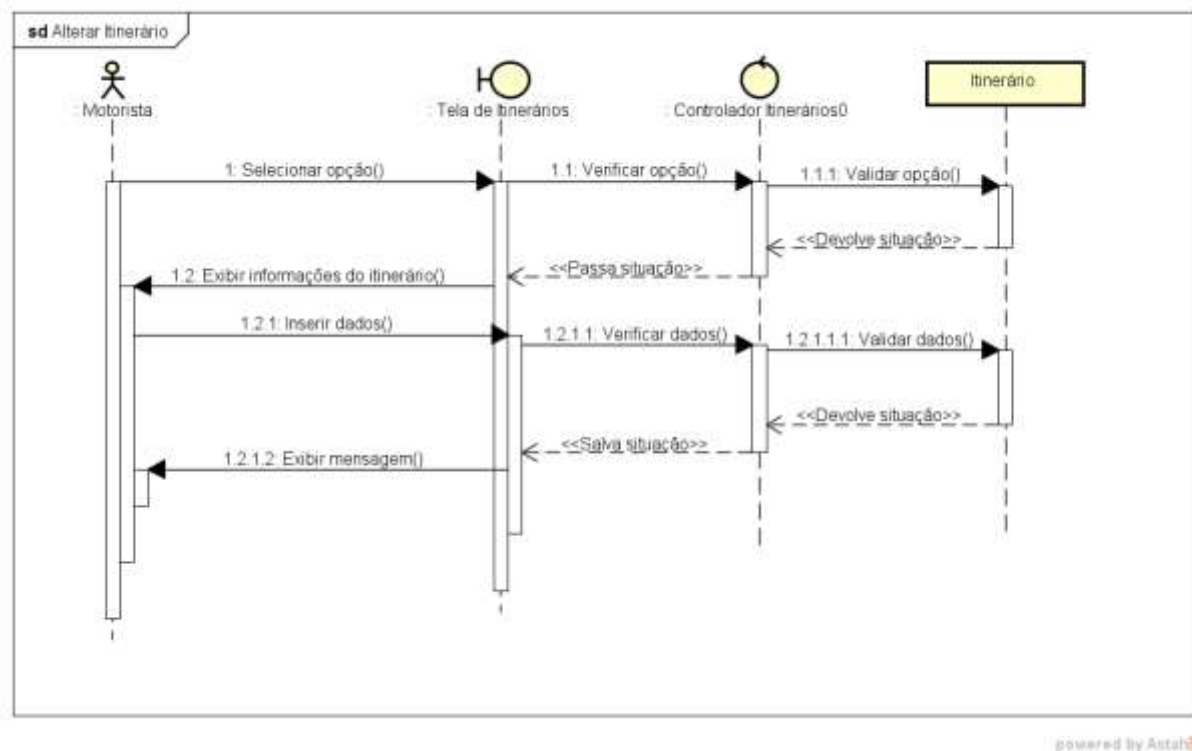 sd Alterar Itinerário
: Motorista
: Tela de Itinerários
: Controlador Itinerários0
Itinerário
1: Selecionar opção()
1.1: Verificar opção()
1.1.1: Validar opção()
<<Devolve situação>>
<<Passa situação>>
1.2: Exibir informações do itinerário()
1.2.1: Inserir dados()
1.2.1.1: Verificar dados()
1.2.1.1.1: Validar dados()
<<Devolve situação>>
<<Salva situação>>
1.2.1.2: Exibir mensagem()
powered by Astah